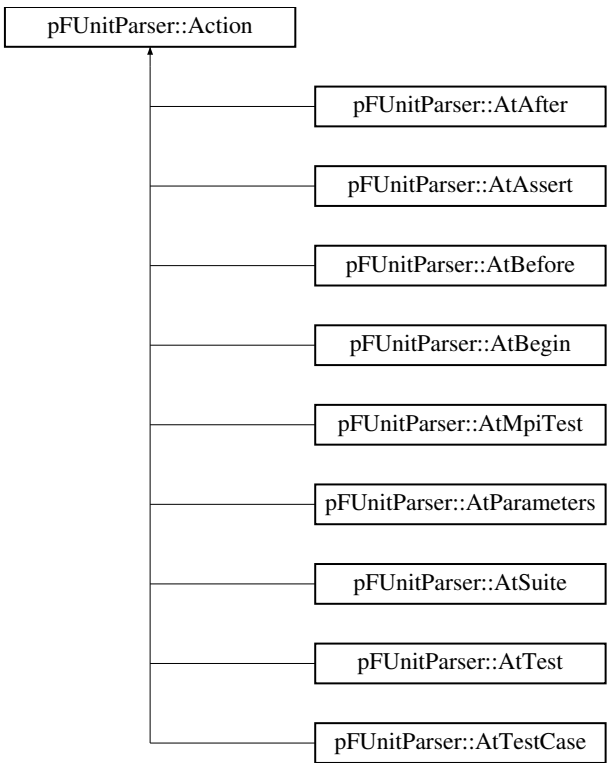 pFUnitParser::Action
pFUnitParser::AtAfter
pFUnitParser::AtAssert
pFUnitParser::AtBefore
pFUnitParser::AtBegin
pFUnitParser::AtMpiTest
pFUnitParser::AtParameters
pFUnitParser::AtSuite
pFUnitParser::AtTest
pFUnitParser::AtTestCase